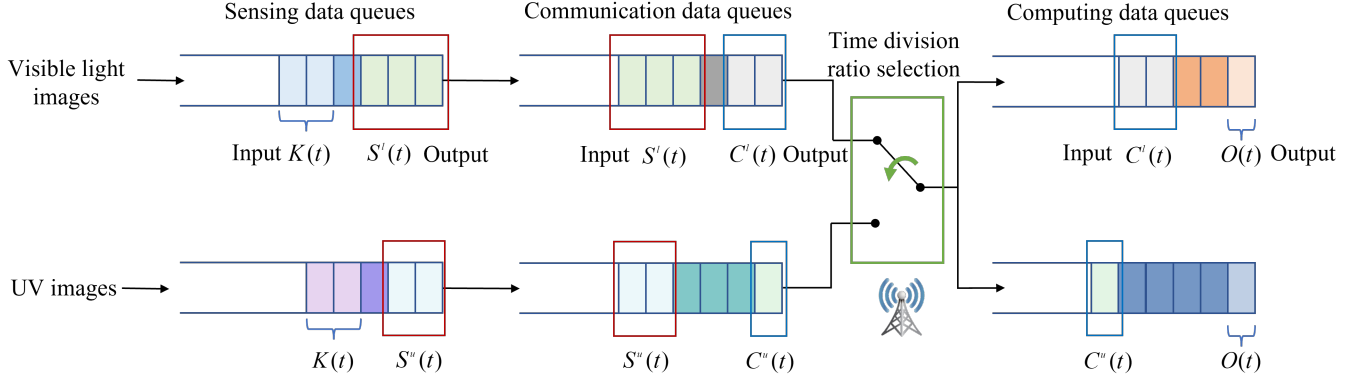 Sensing data queues
Communication data queues
Computing data queues
Time division
ratio selection
Visible light
images
Input K(t) S^l(t) Output
Input S^l(t) C^l(t) Output
Input C^l(t) O(t) Output
UV images
K(t) S^u(t)
S^u(t) C^u(t)
C^u(t) O(t)